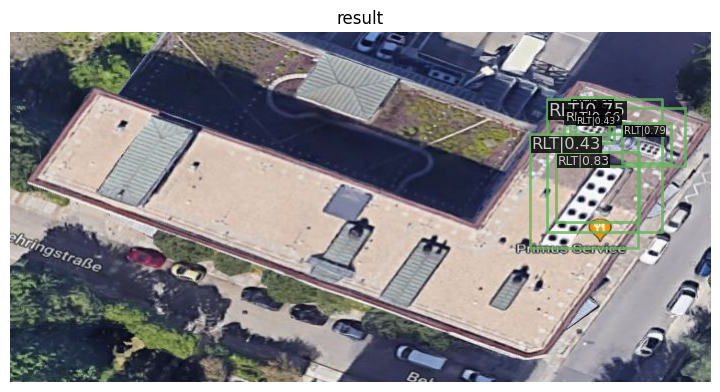 result
RLT|0.75
RLT|0.43
RLT|0.79
RLT|0.43
RLT|0.83
Primus Service
ehringstraße
Be